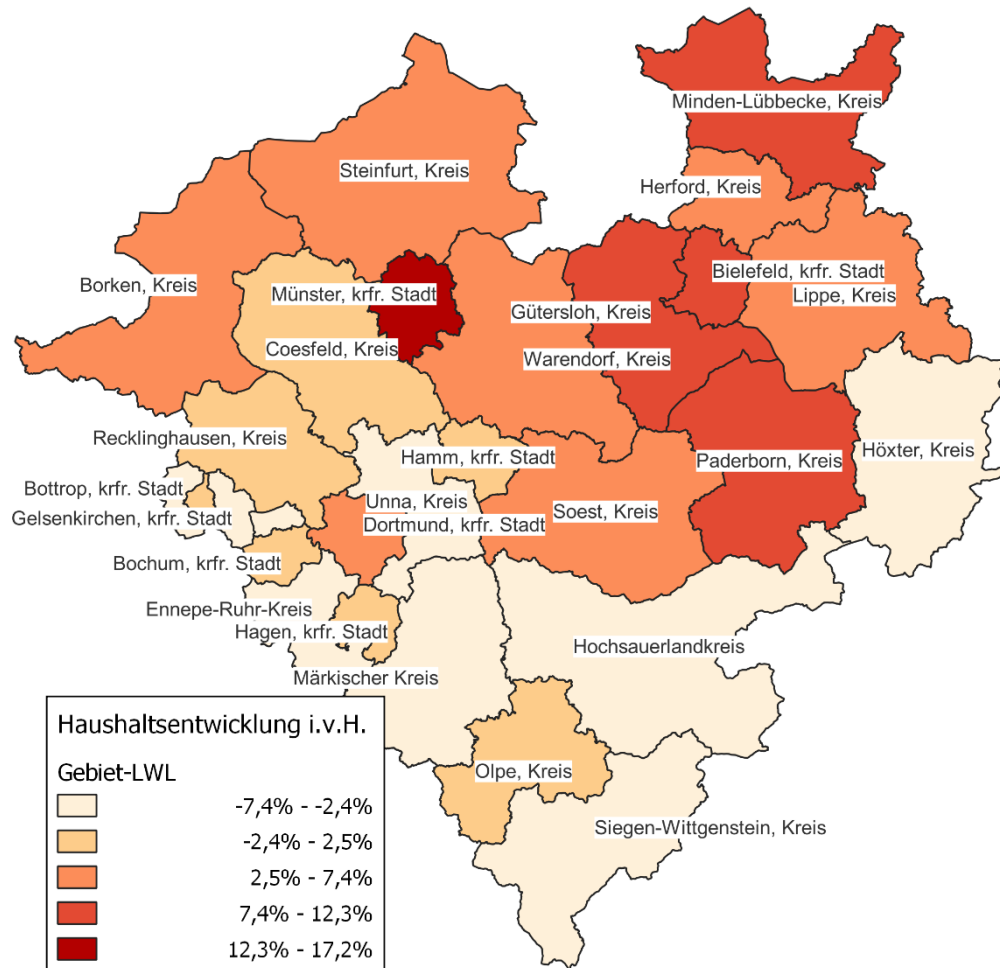 Minden-Lübbecke, Kreis
Steinfurt, Kreis
Herford, Kreis
Borken, Kreis
Münster, krfr. Stadt
Bielefeld, krfr. Stadt
Lippe, Kreis
Gütersloh, Kreis
Coesfeld, Kreis
Warendorf, Kreis
Recklinghausen, Kreis
Hamm, krfr. Stadt
Paderborn, Kreis
Höxter, Kreis
Bottrop, krfr. Stadt
Unna, Kreis
Gelsenkirchen, krfr. Stadt
Dortmund, krfr. Stadt
Soest, Kreis
Bochum, krfr. Stadt
Ennepe-Ruhr-Kreis
Hagen, krfr. Stadt
Hochsauerlandkreis
Märkischer Kreis
Olpe, Kreis
Siegen-Wittgenstein, Kreis
Haushaltsentwicklung i.v.H.
Gebiet-LWL
-7,4% - -2,4%
-2,4% - 2,5%
2,5% - 7,4%
7,4% - 12,3%
12,3% - 17,2%